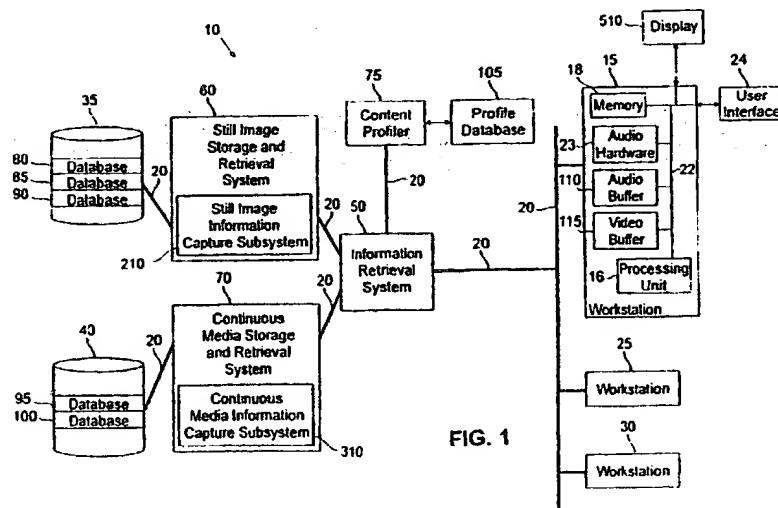 10
510
Display
35
60
75
105
18
15
24
Memory
User
Interface
Content
Profiler
Profile
Database
Still Image
Storage and
Retrieval
System
80
Database
85
Database
90
Database
20
23
Audio
Hardware
22
20
110
Audio
Buffer
20
Still Image
Information
Capture Subsystem
210
20
50
Information
Retrieval
System
20
115
Video
Buffer
16
Processing
Unit
Workstation
20
70
Continuous
Media Storage
and Retrieval
System
40
20
95
Database
100
Database
Continuous
Media Information
Capture Subsystem
310
25
Workstation
FIG. 1
30
Workstation